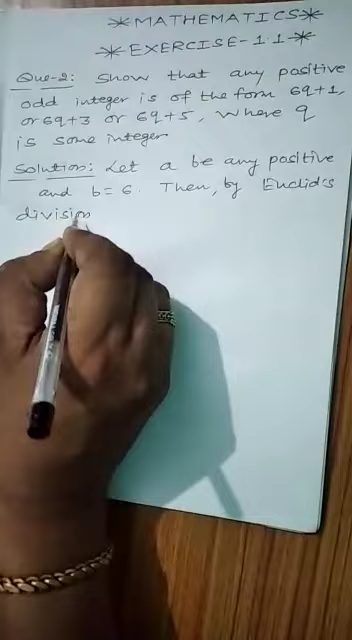 *MATHEMATICS*
*EXERCISE-1.1*
Que-2: Show that any positive
odd integer is of the form 6q+1,
or 6q+3 or 6q+5, where q
is some integer
Solution: Let a be any positive
and b=6. Then, by Euclid's
division